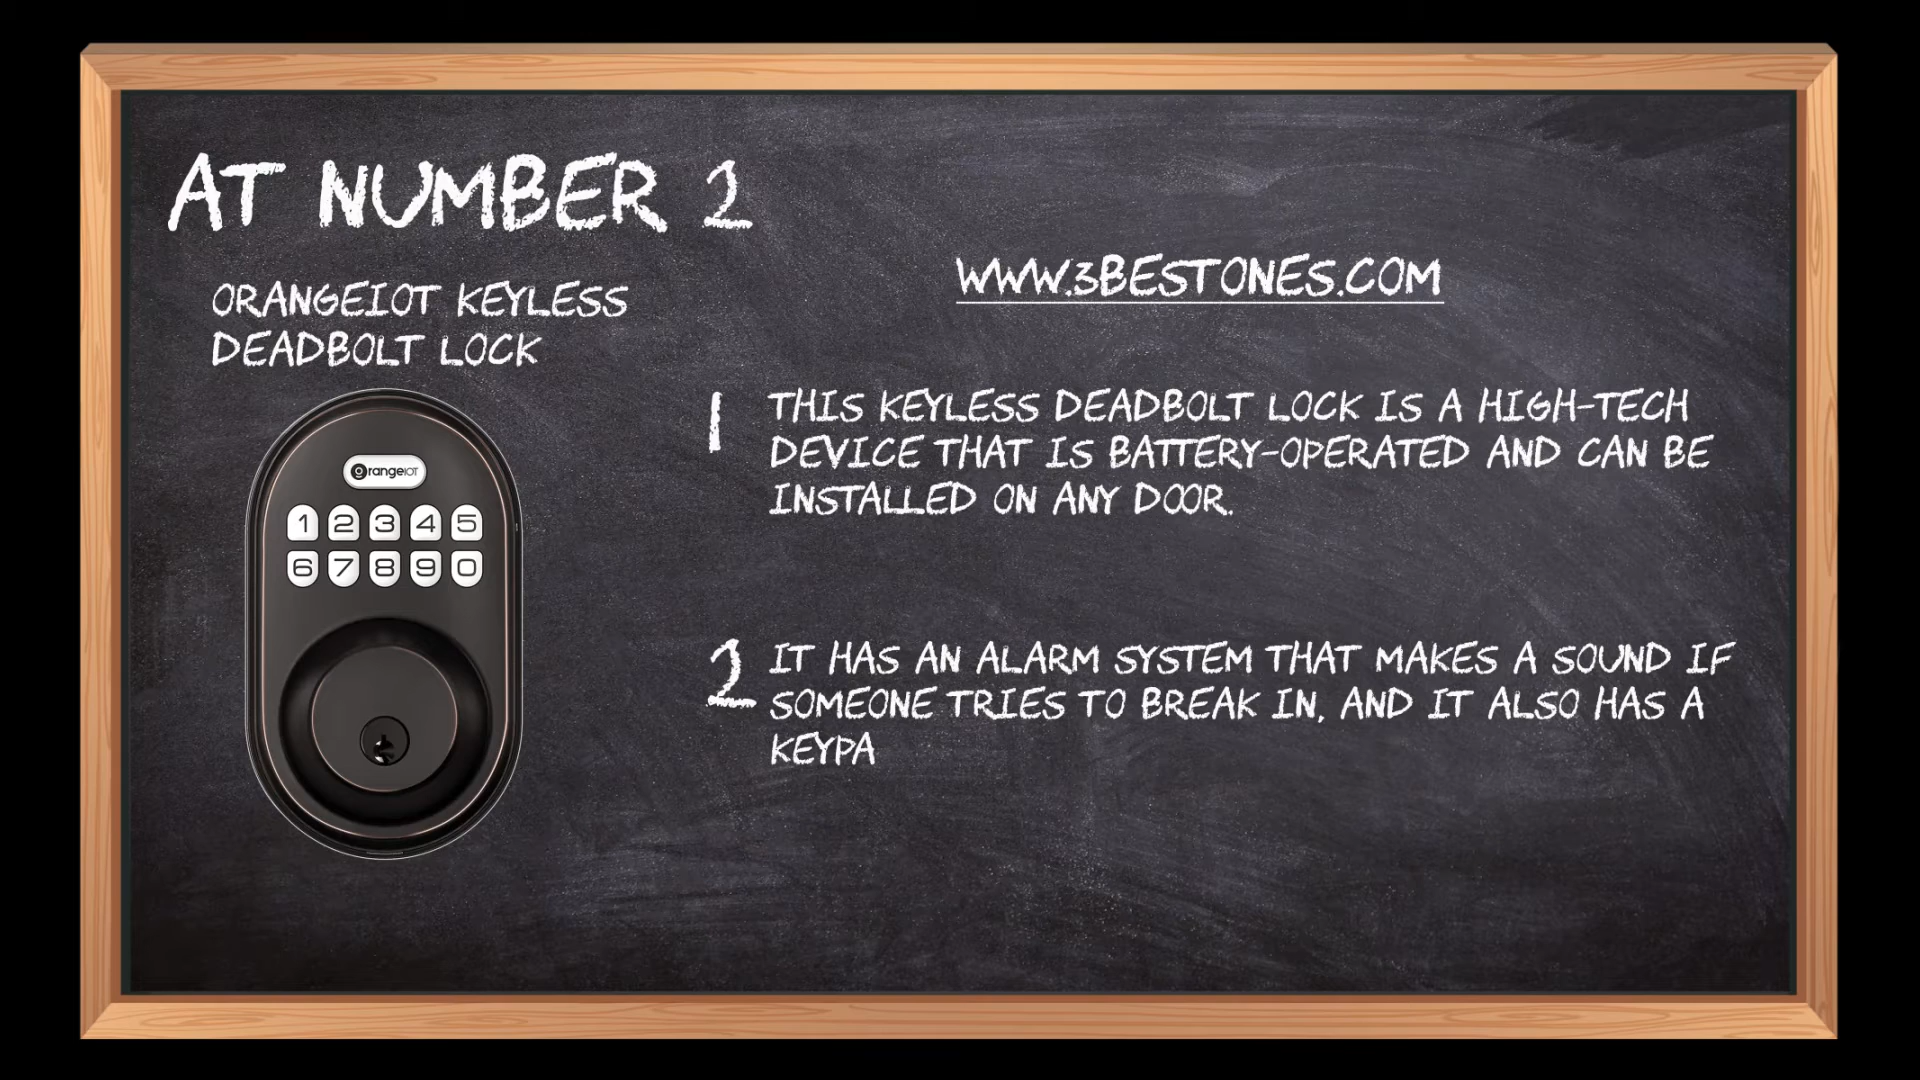 AT NUMBER 2
ORANGEIOT KEYLESS
DEADBOLT LOCK
WWW.3BESTONES.COM
orangeIOT
1 2 3 4 5
6 7 8 9 0
1 THIS KEYLESS DEADBOLT LOCK IS A HIGH-TECH
DEVICE THAT IS BATTERY-OPERATED AND CAN BE
INSTALLED ON ANY DOOR.
2 IT HAS AN ALARM SYSTEM THAT MAKES A SOUND IF
SOMEONE TRIES TO BREAK IN, AND IT ALSO HAS A
KEYPA